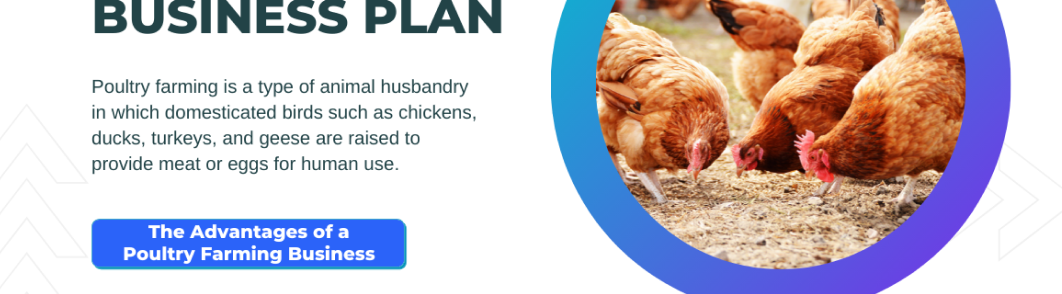 BUSINESS PLAN
Poultry farming is a type of animal husbandry
in which domesticated birds such as chickens,
ducks, turkeys, and geese are raised to
provide meat or eggs for human use.
The Advantages of a
Poultry Farming Business